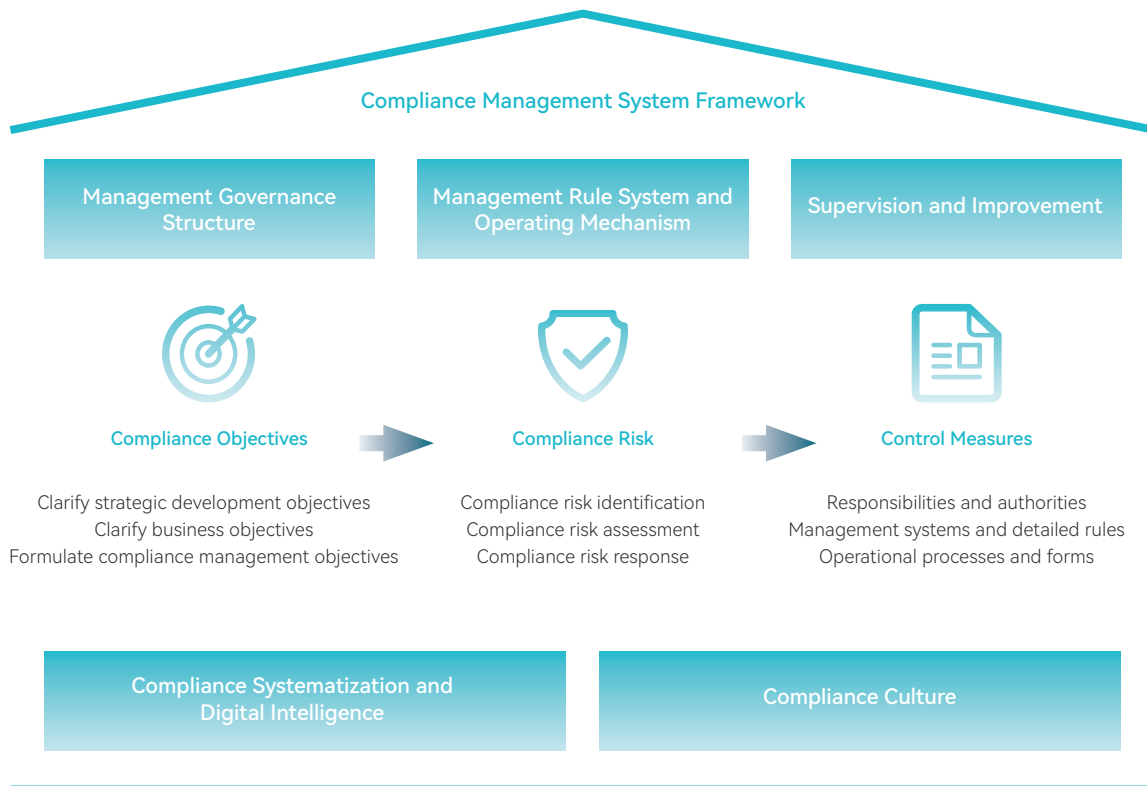 Compliance Management System Framework
Management Governance
Structure
Management Rule System and
Operating Mechanism
Supervision and Improvement
Compliance Objectives
Compliance Risk
Control Measures
Clarify strategic development objectives
Clarify business objectives
Formulate compliance management objectives
Compliance risk identification
Compliance risk assessment
Compliance risk response
Responsibilities and authorities
Management systems and detailed rules
Operational processes and forms
Compliance Systematization and
Digital Intelligence
Compliance Culture